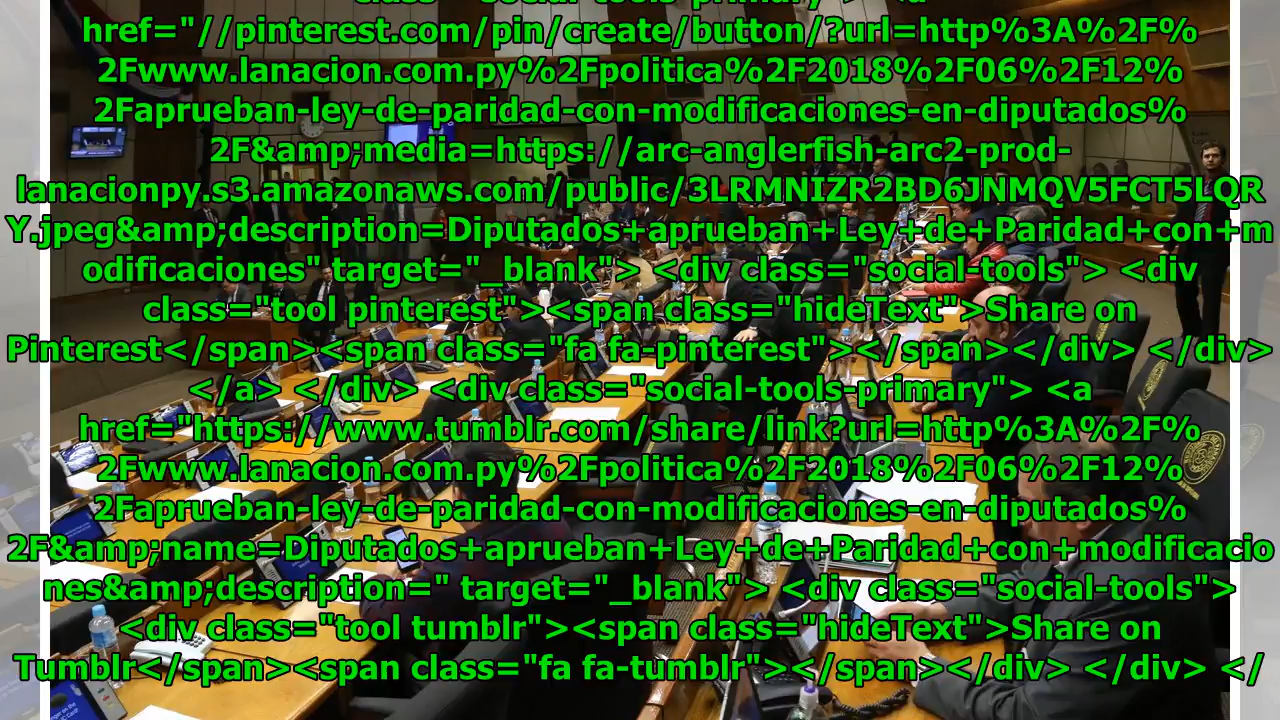 class="social-tools-primary"> <a
href="//pinterest.com/pin/create/button/?url=http%3A%2F%
2Fwww.lanacion.com.py%2Fpolitica%2F2018%2F06%2F12%
2Faprueban-ley-de-paridad-con-modificaciones-en-diputados%
2F&amp;media=https://arc-anglerfish-arc2-prod-
lanacionpy.s3.amazonaws.com/public/3LRMNIZR2BD6JNMQV5FCT5LQR
Y.jpeg&amp;description=Diputados+aprueban+Ley+de+Paridad+con+m
odificaciones" target="_blank"> <div class="social-tools"> <div
class="tool pinterest"><span class="hideText">Share on
Pinterest</span><span class="fa fa-pinterest"></span></div> </div>
</a> </div> <div class="social-tools-primary"> <a
href="https://www.tumblr.com/share/link?url=http%3A%2F%
2Fwww.lanacion.com.py%2Fpolitica%2F2018%2F06%2F12%
2Faprueban-ley-de-paridad-con-modificaciones-en-diputados%
2F&amp;name=Diputados+aprueban+Ley+de+Paridad+con+modificacio
nes&amp;description=" target="_blank"> <div class="social-tools">
<div class="tool tumblr"><span class="hideText">Share on
Tumblr</span><span class="fa fa-tumblr"></span></div> </div> </